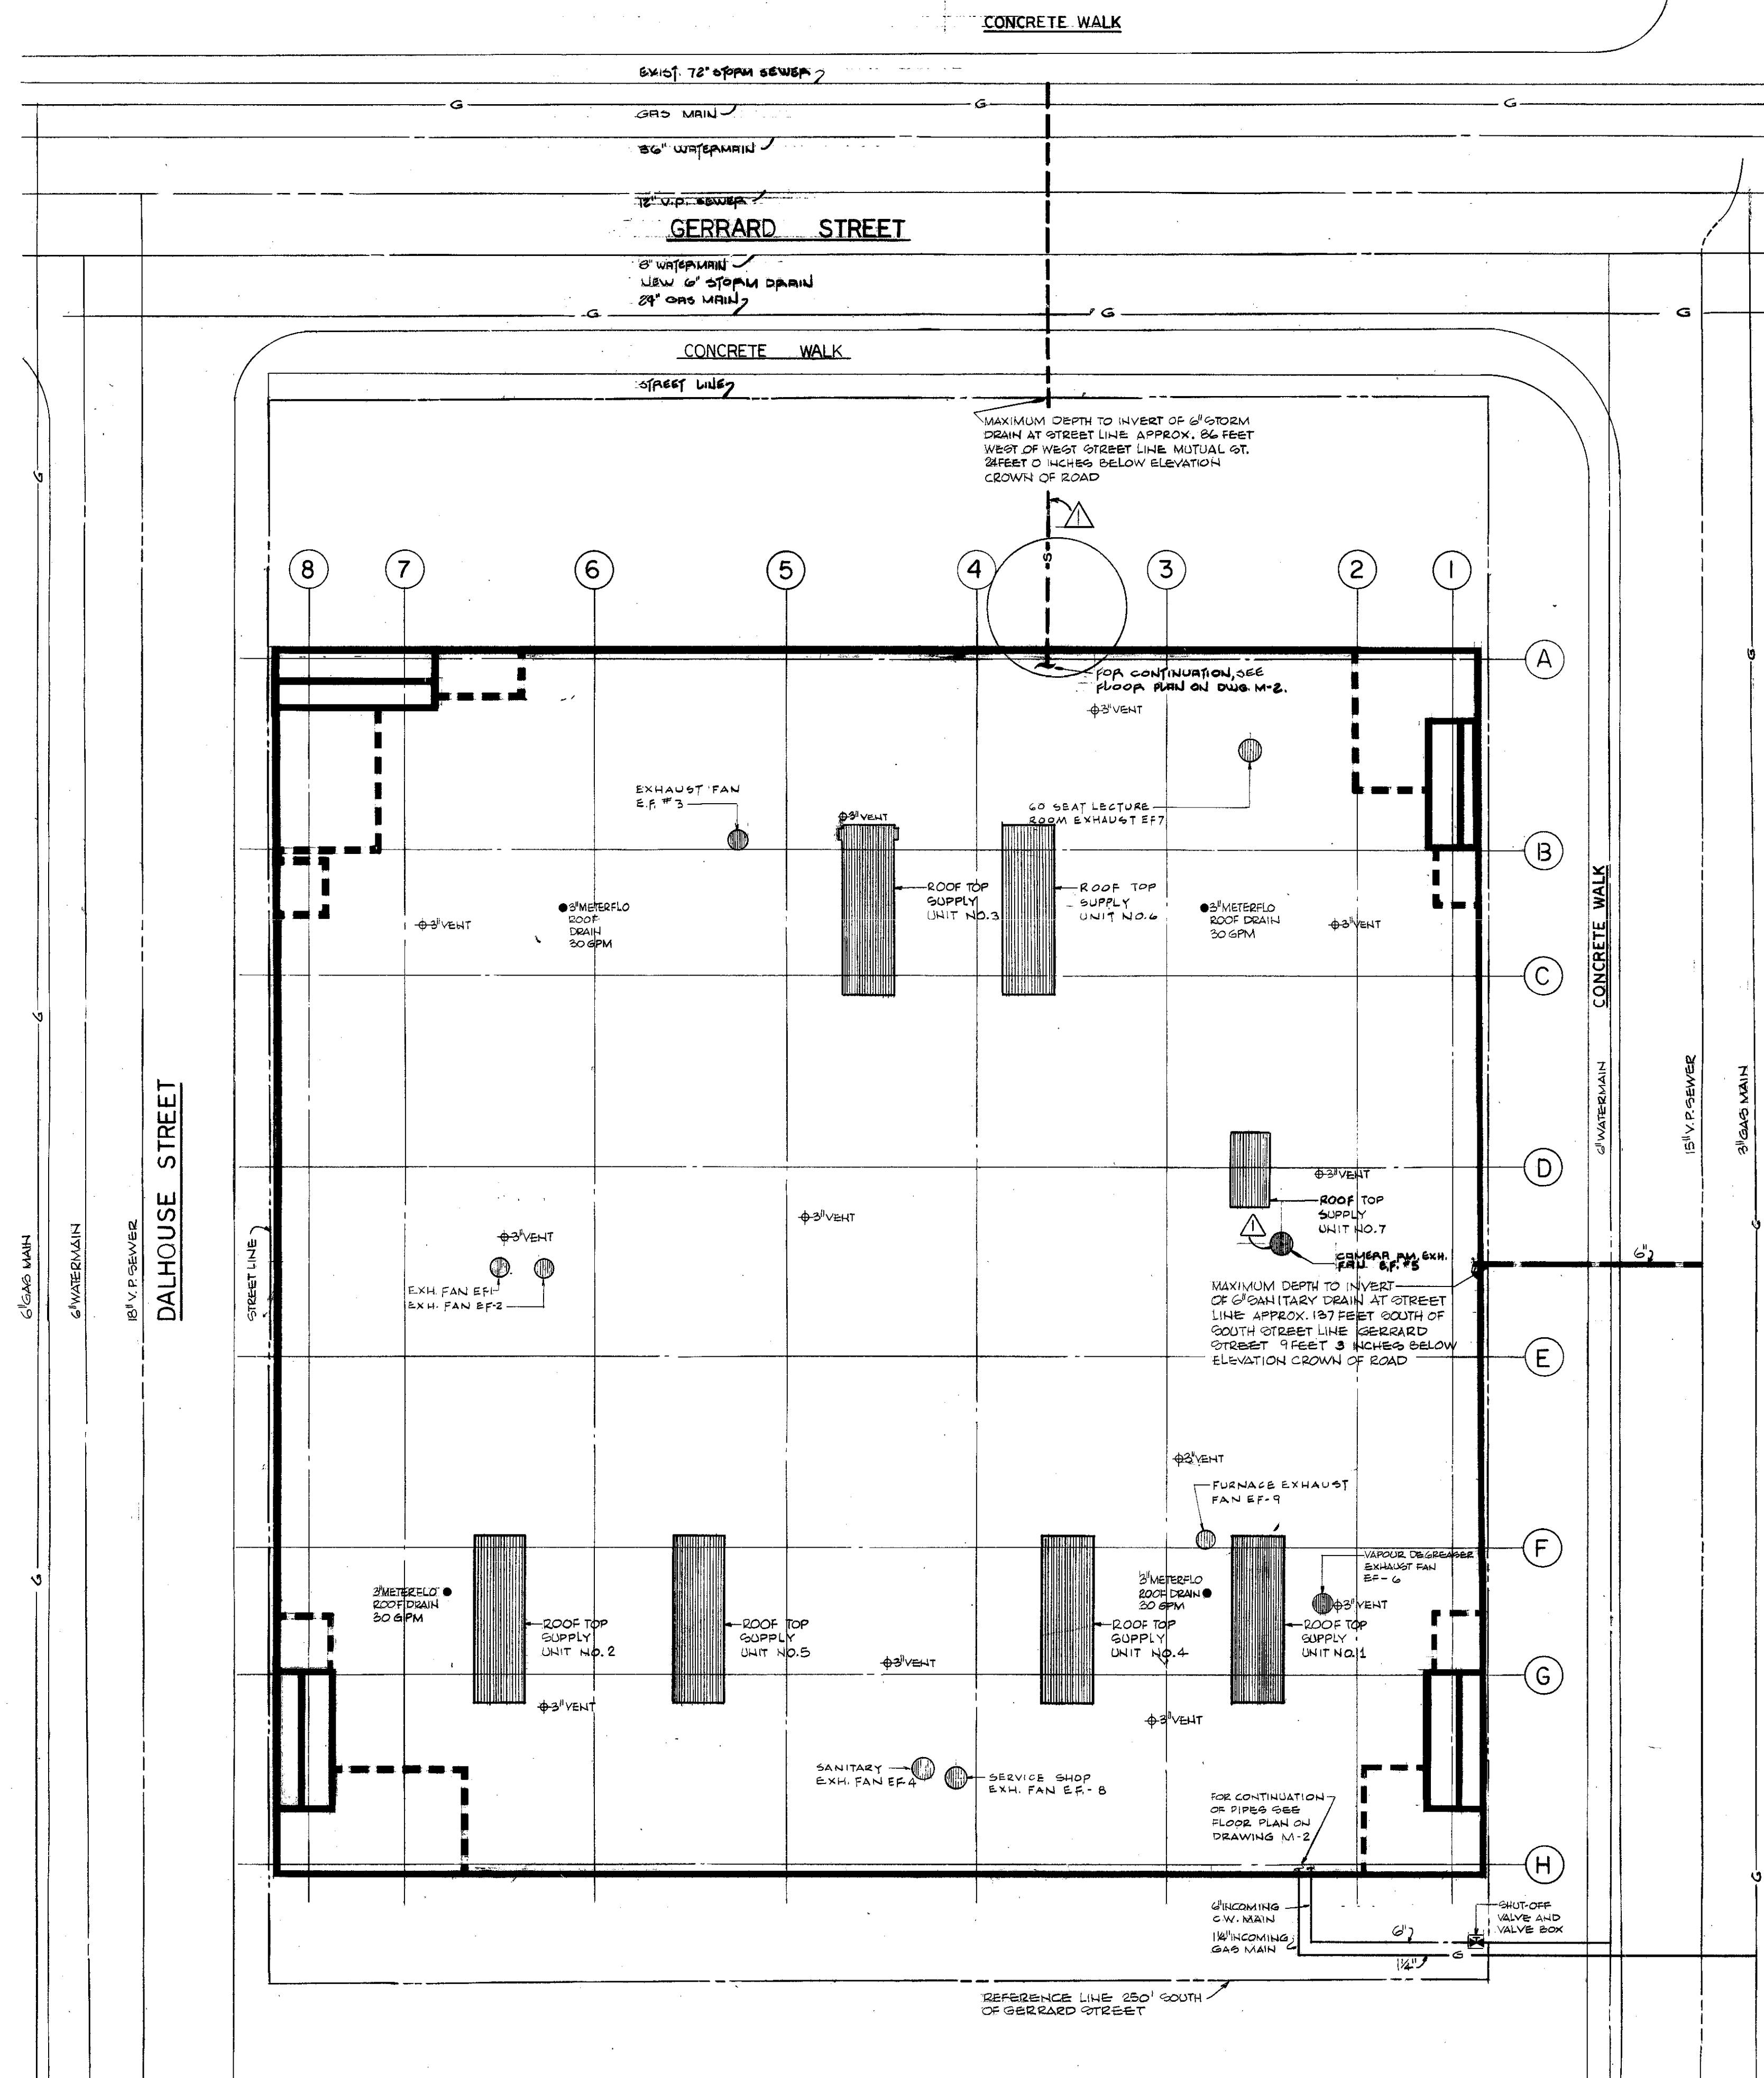 CONCRETE WALK
EXIST. 72" STORM SEWER
G G G
GAS MAIN
36" WATERMAIN
12" V.P. SEWER
GERRARD STREET
8" WATERMAIN
NEW 6" STORM DRAIN
24" GAS MAIN
G G G
CONCRETE WALK
STREET LINE
MAXIMUM DEPTH TO INVERT OF 6" STORM
DRAIN AT STREET LINE APPROX. 86 FEET
WEST OF WEST STREET LINE MUTUAL ST.
24FEET 0 INCHES BELOW ELEVATION
CROWN OF ROAD
1
S
8 7 6 5 4 3 2 1
A
FOR CONTINUATION, SEE
FLOOR PLAN ON DWG. M-2.
3" VENT
EXHAUST FAN
E.F. #3
3" VENT
60 SEAT LECTURE
ROOM EXHAUST EF7
B
ROOF TOP
SUPPLY
UNIT NO.3
ROOF TOP
SUPPLY
UNIT NO.6
3" METERFLO
ROOF
DRAIN
30 GPM
3" METERFLO
ROOF DRAIN
30 GPM
3" VENT
3" VENT
C
CONCRETE WALK
6" WATERMAIN
15" V.P. SEWER
3" GAS MAIN
G
G
G
G
D
3" VENT
ROOF TOP
SUPPLY
UNIT NO.7
1
CAMERA RM. EXH.
FAN E.F. #5
3" VENT
3" VENT
EXH. FAN EF-1
EXH. FAN EF-2
6"
MAXIMUM DEPTH TO INVERT
OF 6" SANITARY DRAIN AT STREET
LINE APPROX. 137 FEET SOUTH OF
SOUTH STREET LINE GERRARD
STREET 9 FEET 3 INCHES BELOW
ELEVATION CROWN OF ROAD
E
6" GAS MAIN
6" WATERMAIN
18" V.P. SEWER
DALHOUSE STREET
STREET LINE
G
G
G
3" VENT
FURNACE EXHAUST
FAN EF-9
F
VAPOUR DEGREASER
EXHAUST FAN
EF-6
3" METERFLO
ROOF DRAIN
30 GPM
3" METERFLO
ROOF DRAIN
30 GPM
3" VENT
ROOF TOP
SUPPLY
UNIT NO. 2
ROOF TOP
SUPPLY
UNIT NO.5
ROOF TOP
SUPPLY
UNIT NO.4
ROOF TOP
SUPPLY
UNIT NO.1
3" VENT
G
3" VENT
3" VENT
SANITARY
EXH. FAN EF.4
SERVICE SHOP
EXH. FAN EF.-8
FOR CONTINUATION
OF PIPES SEE
FLOOR PLAN ON
DRAWING M-2
H
6" INCOMING
C.W. MAIN
1¼" INCOMING
GAS MAIN
6"
G
1¼"
SHUT-OFF
VALVE AND
VALVE BOX
REFERENCE LINE 250' SOUTH
OF GERRARD STREET